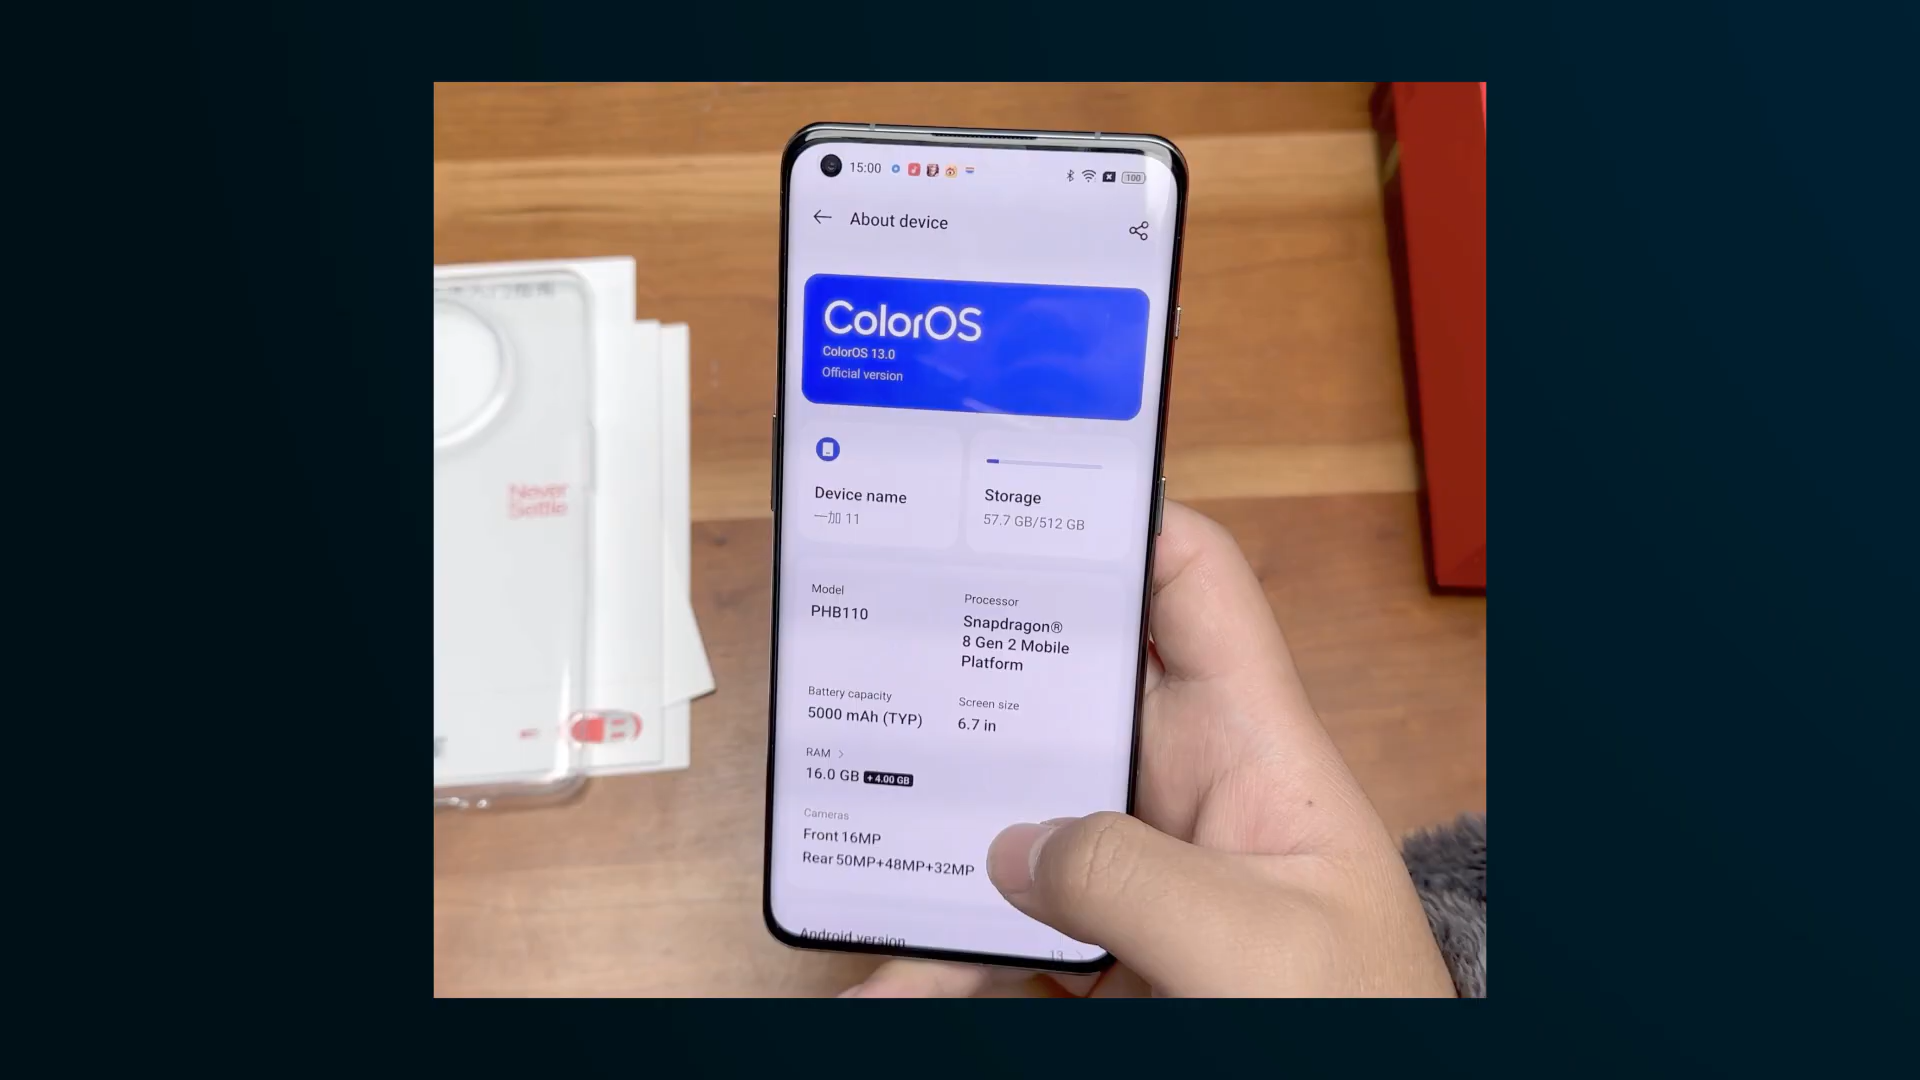 15:00
100
About device
ColorOS
ColorOS 13.0
Official version
Device name
一加 11
Storage
57.7 GB/512 GB
Model
PHB110
Processor
Snapdragon®
8 Gen 2 Mobile
Platform
Battery capacity
5000 mAh (TYP)
Screen size
6.7 in
RAM
16.0 GB +4.00 GB
Cameras
Front 16MP
Rear 50MP+48MP+32MP
Android version
13
Never
Settle